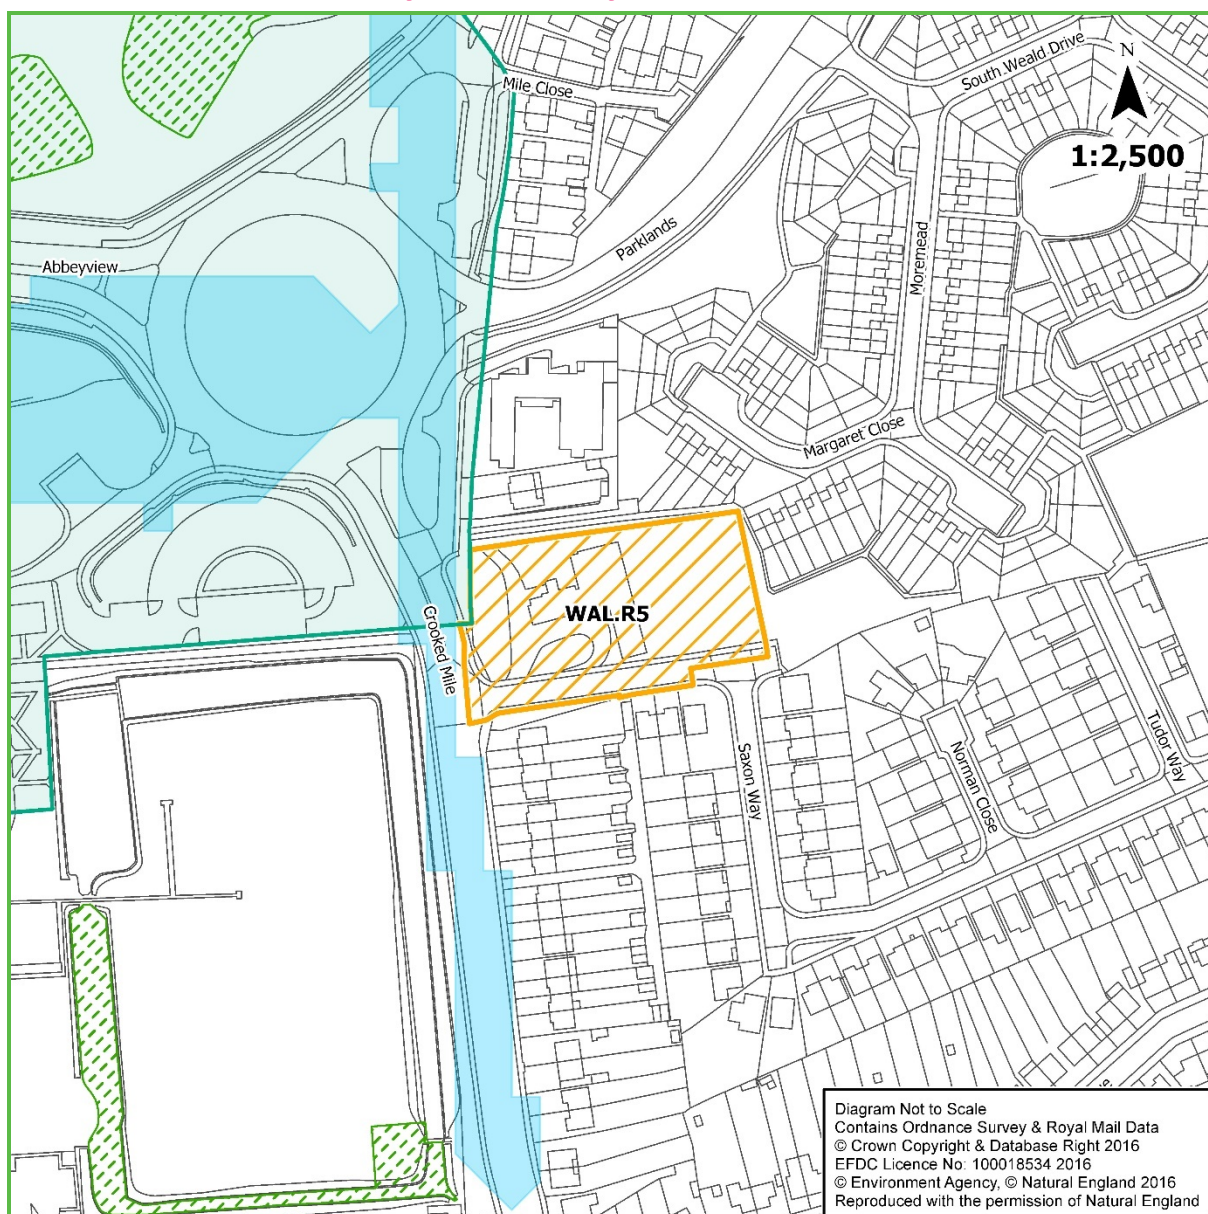 Mile Close
South Weald Drive
N
1:2,500
Parklands
Moremead
Abbeyview
Margaret Close
WAL.R5
Crooked Mile
Saxon Way
Norman Close
Tudor Way
Diagram Not to Scale
Contains Ordnance Survey & Royal Mail Data
© Crown Copyright & Database Right 2016
EFDC Licence No: 100018534 2016
© Environment Agency, © Natural England 2016
Reproduced with the permission of Natural England